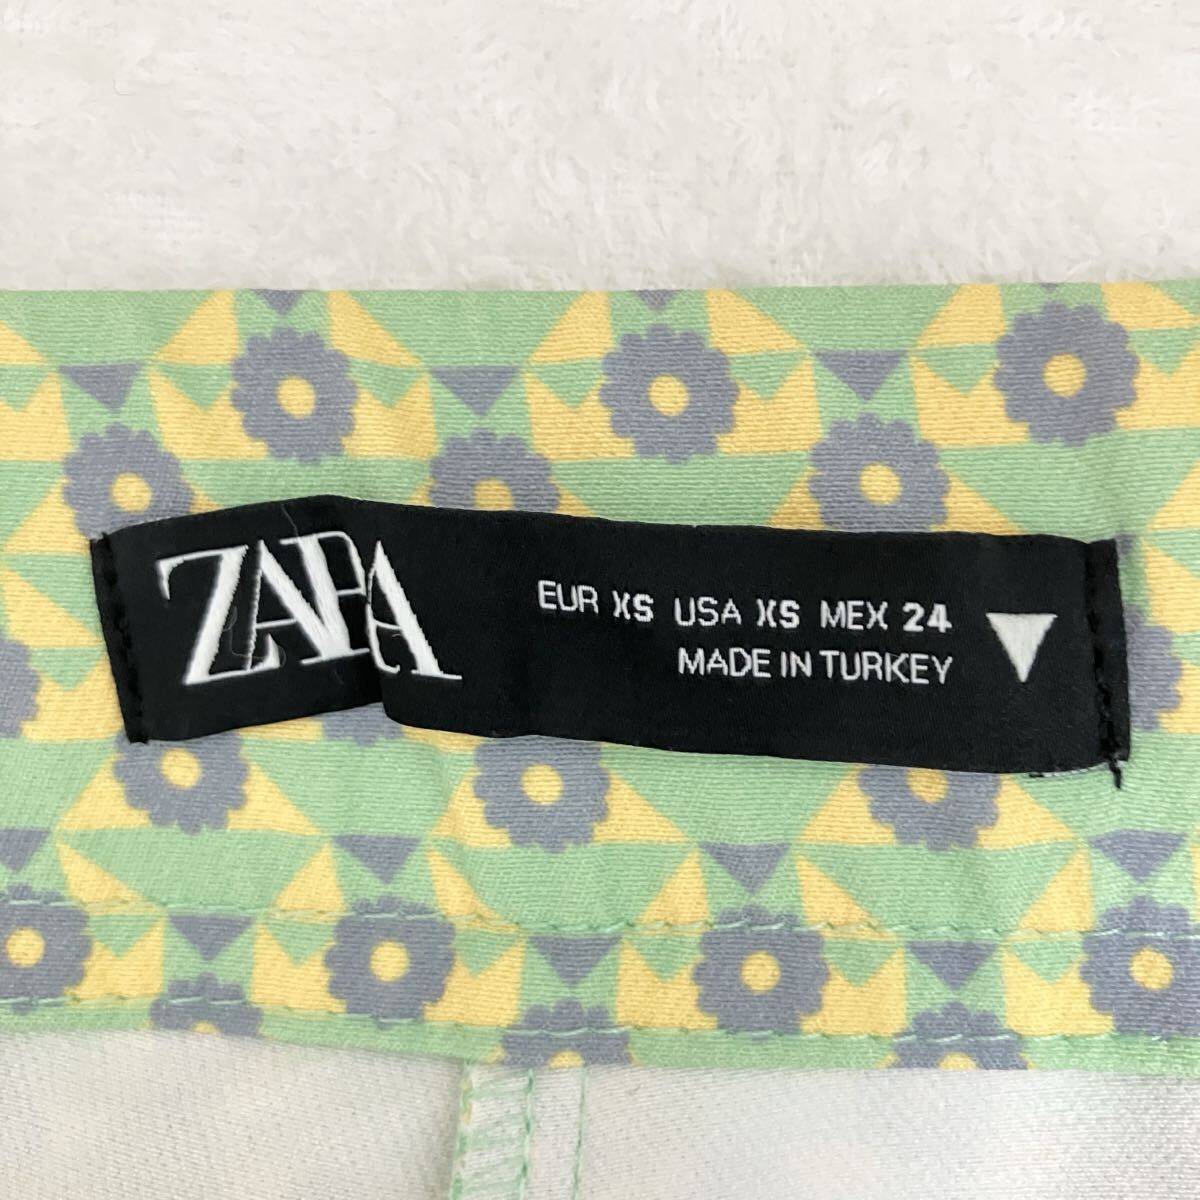 ZARA
EUR XS USA XS MEX 24
MADE IN TURKEY